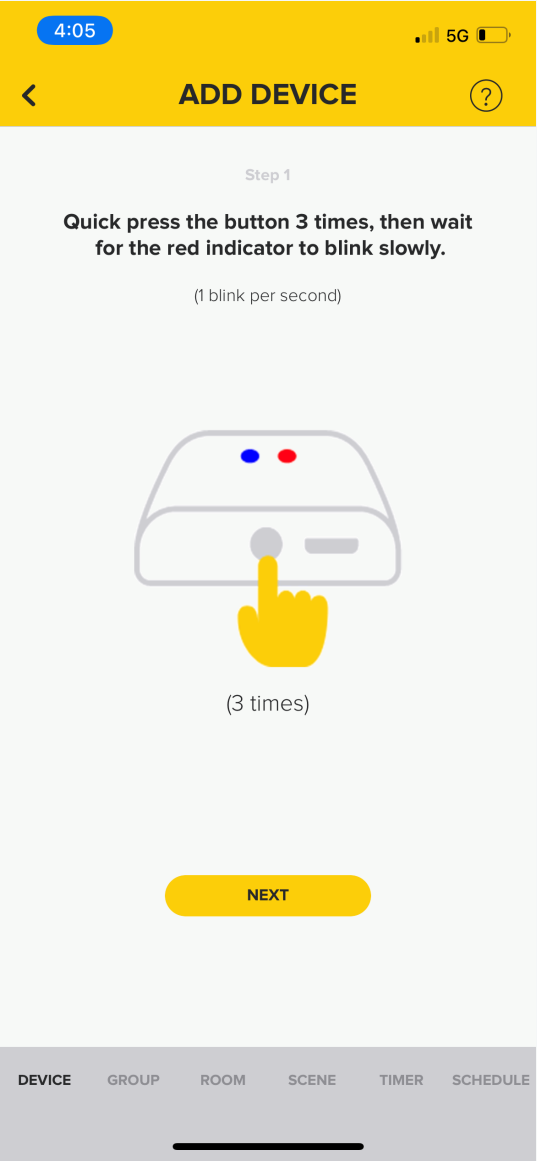 4:05
5G
ADD DEVICE
?
Step 1
Quick press the button 3 times, then wait
for the red indicator to blink slowly.
(1 blink per second)
(3 times)
NEXT
DEVICE GROUP ROOM SCENE TIMER SCHEDULE